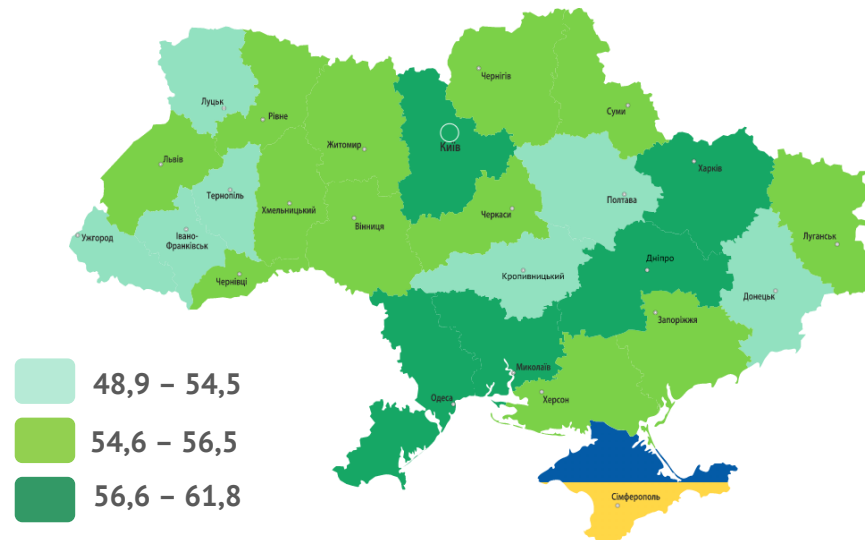 Чернігів
Луцьк
Суми
Рівне
Київ
Житомир
Львів
Харків
Тернопіль
Полтава
Хмельницький
Черкаси
Вінниця
Ужгород
Івано-
Франківськ
Луганськ
Дніпро
Чернівці
Кропивницький
Донецьк
Запоріжжя
Миколаїв
48,9 – 54,5
Одеса
Херсон
54,6 – 56,5
56,6 – 61,8
Сімферополь